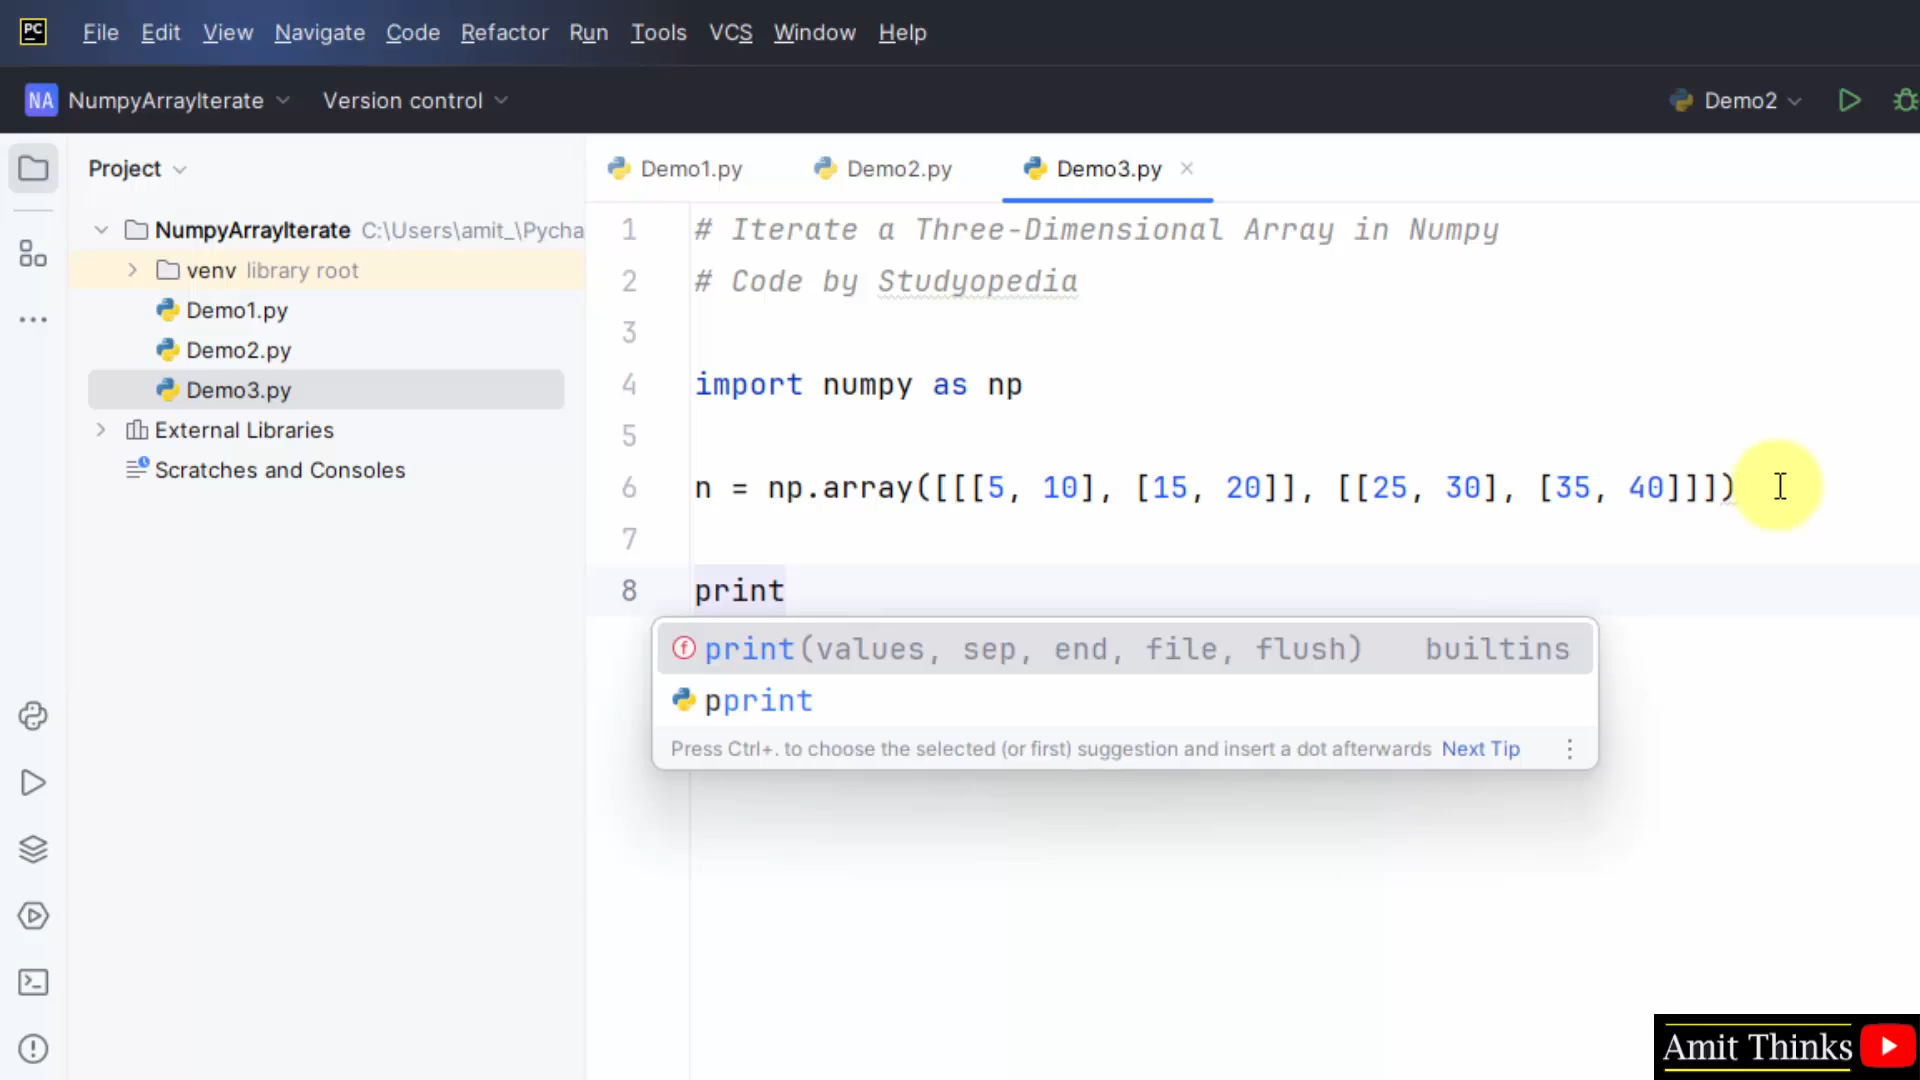 PC File Edit View Navigate Code Refactor Run Tools VCS Window Help
NA NumpyArrayIterate Version control Demo2
Project
Demo1.py Demo2.py Demo3.py
NumpyArrayIterate C:\Users\amit_\Pycha
venv library root
Demo1.py
Demo2.py
Demo3.py
External Libraries
Scratches and Consoles
1 # Iterate a Three-Dimensional Array in Numpy
2 # Code by Studyopedia
3
4 import numpy as np
5
6 n = np.array([[[5, 10], [15, 20]], [[25, 30], [35, 40]]])
7
8 print
f print(values, sep, end, file, flush) builtins
pprint
Press Ctrl+. to choose the selected (or first) suggestion and insert a dot afterwards Next Tip
Amit Thinks